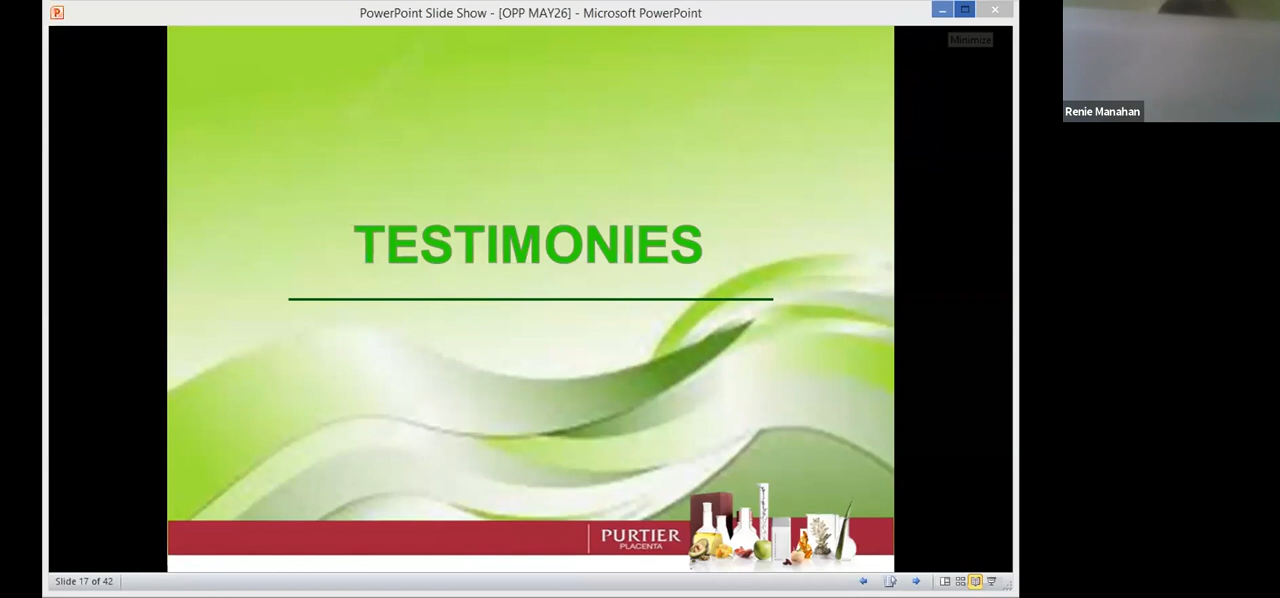 PowerPoint Slide Show - [OPP MAY26] - Microsoft PowerPoint
Minimize
Renie Manahan
TESTIMONIES
PURTIER
PLACENTA
Slide 17 of 42